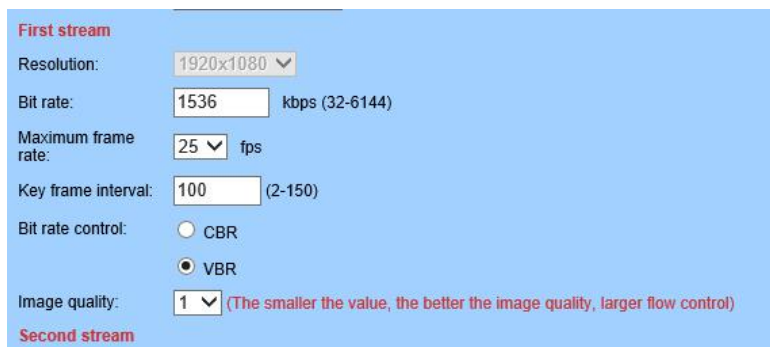 First stream
Resolution: 1920x1080
Bit rate: 1536 kbps (32-6144)
Maximum frame
rate: 25 fps
Key frame interval: 100 (2-150)
Bit rate control: CBR
VBR
Image quality: 1 (The smaller the value, the better the image quality, larger flow control)
Second stream